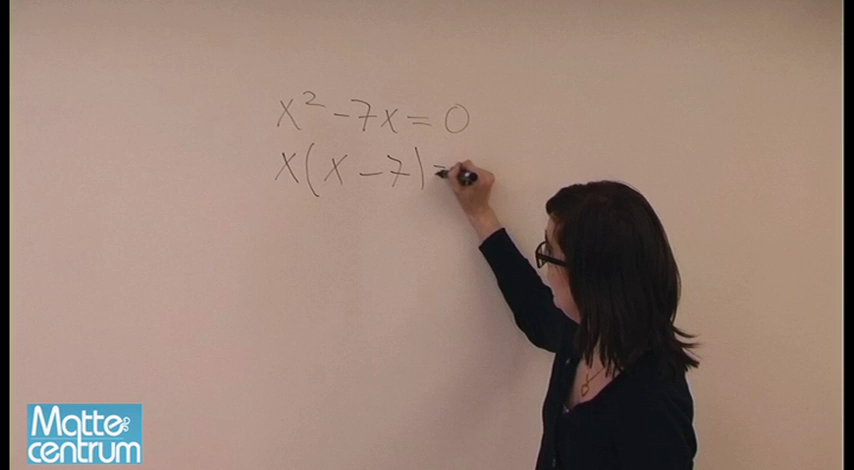 x² - 7x = 0
x(x - 7) =
Matte
centrum